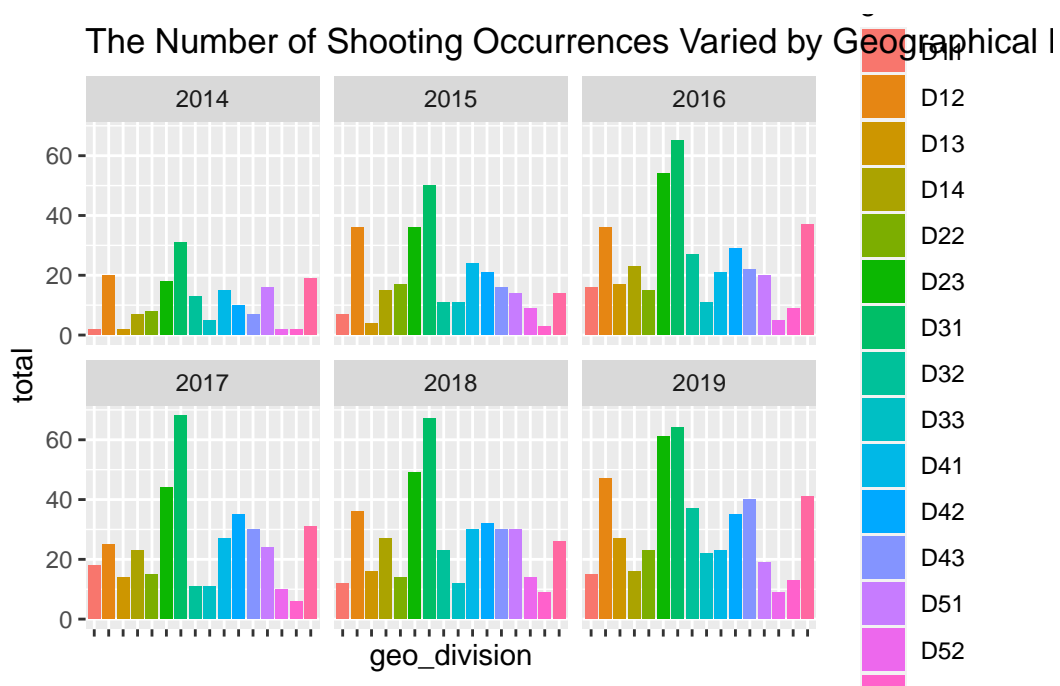 The Number of Shooting Occurrences Varied by Geographical
D11
D12
D13
D14
D22
D23
D31
D32
D33
D41
D42
D43
D51
D52
2014
2015
2016
60
40
20
0
total
2017
2018
2019
60
40
20
0
geo_division